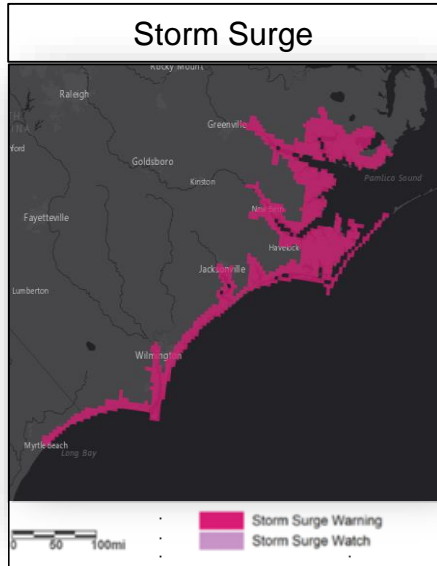 Storm Surge
Rocky Mount
Raleigh
Greenville
Goldsboro
Kinston
Pamlico Sound
New Bern
Fayetteville
Havelock
Jacksonville
Lumberton
Wilmington
Myrtle Beach
Long Bay
Storm Surge Warning
Storm Surge Watch
0 50 100mi